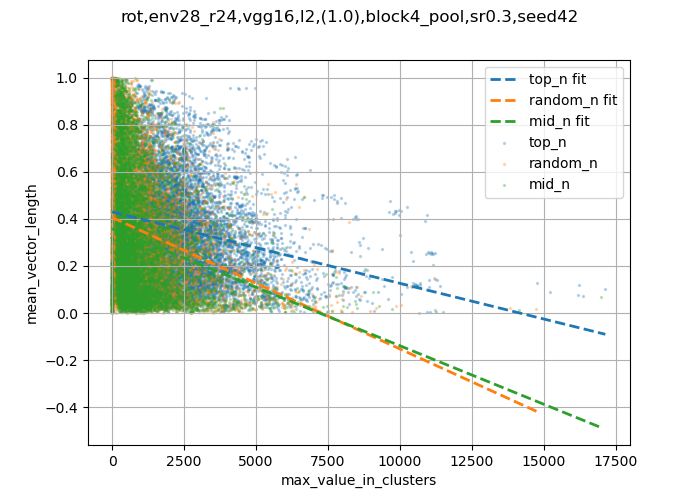 rot,env28_r24,vgg16,l2,(1.0),block4_pool,sr0.3,seed42
1.0
0.8
0.6
0.4
0.2
0.0
−0.2
−0.4
mean_vector_length
top_n fit
random_n fit
mid_n fit
top_n
random_n
mid_n
0 2500 5000 7500 10000 12500 15000 17500
max_value_in_clusters